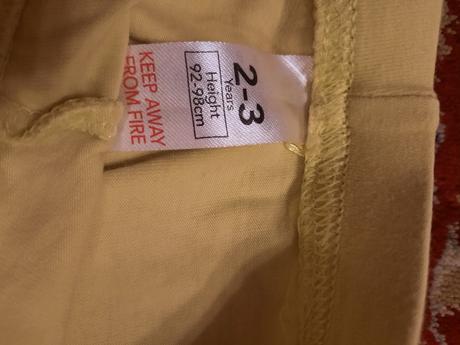 2-3
Years
Height
92-98cm
KEEP AWAY
FROM FIRE